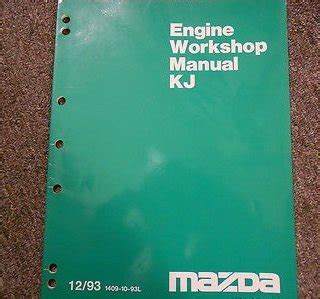 Engine
Workshop
Manual
KJ
12/93 1409-10-93L
mazda